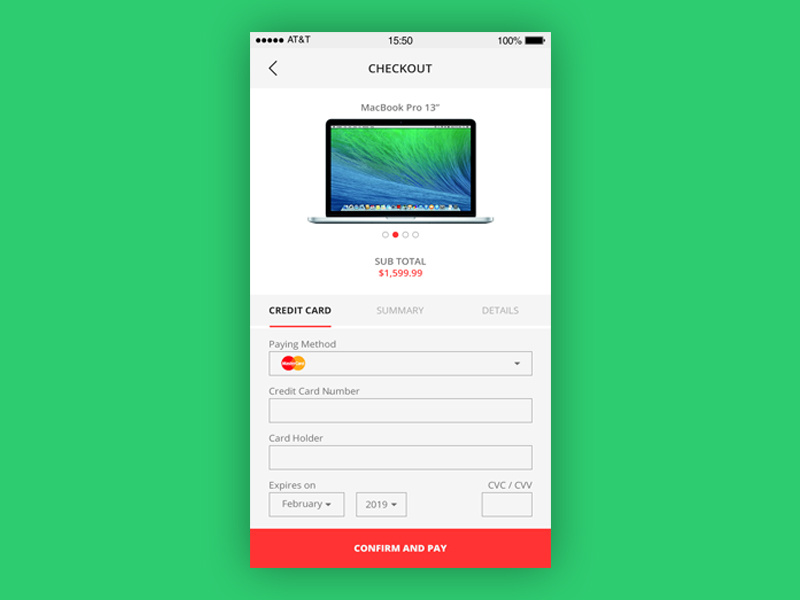 AT&T 15:50 100%
CHECKOUT
MacBook Pro 13”
SUB TOTAL
$1,599.99
CREDIT CARD SUMMARY DETAILS
Paying Method
MasterCard
Credit Card Number
Card Holder
Expires on CVC / CVV
February 2019
CONFIRM AND PAY